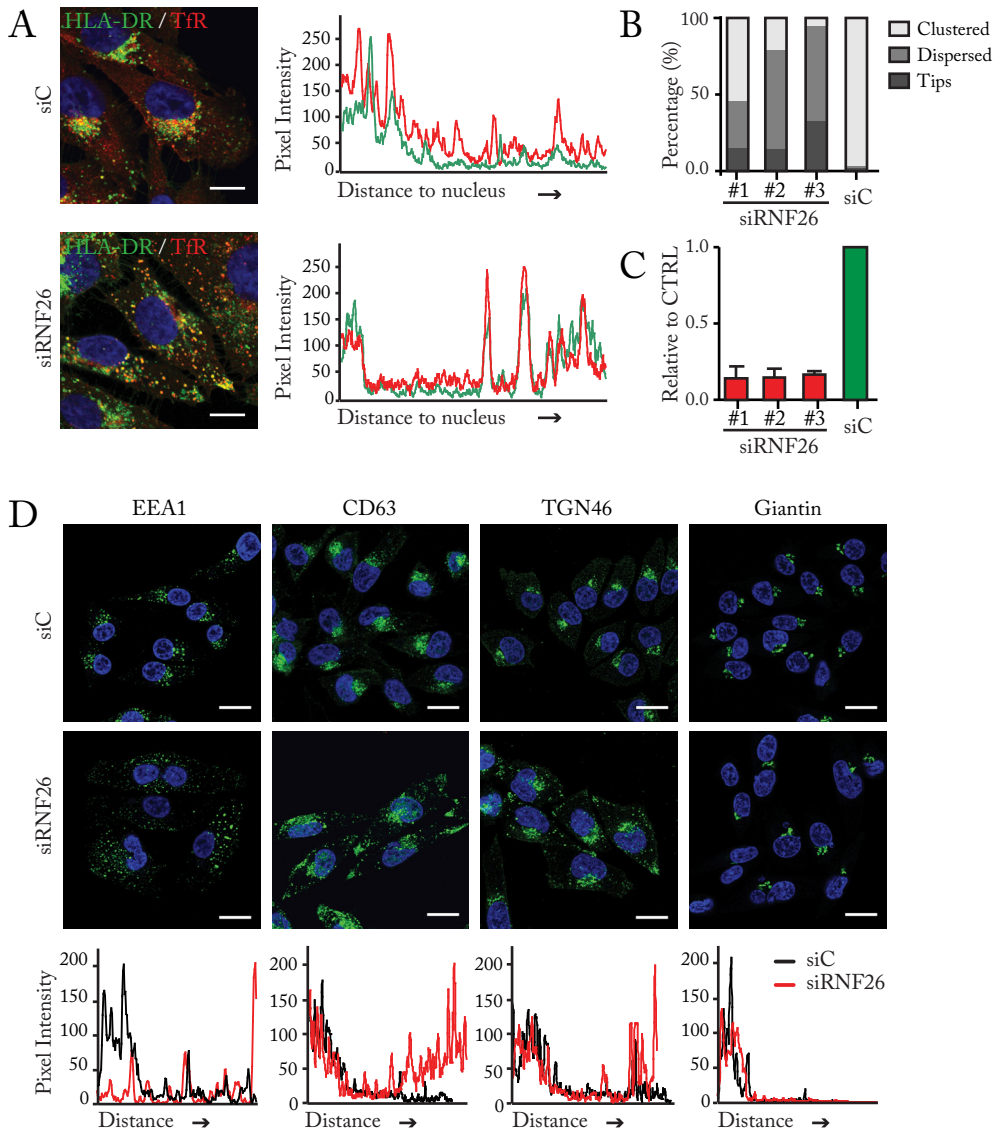 A
HLA-DR / TfR
siC
Pixel Intensity
250
200
150
100
50
0
Distance to nucleus →
HLA-DR / TfR
siRNF26
Pixel Intensity
250
200
150
100
50
0
Distance to nucleus →
B
Percentage (%)
100
50
0.0
#1 #2 #3 siC
siRNF26
Clustered
Dispersed
Tips
C
Relative to CTRL
1.0
0.5
0.0
#1 #2 #3 siC
siRNF26
D
EEA1 CD63 TGN46 Giantin
siC
siRNF26
Pixel Intensity
200
150
100
50
0
Distance →
200
150
100
50
0
Distance →
200
150
100
50
0
Distance →
200
150
100
50
0
Distance →
siC
siRNF26